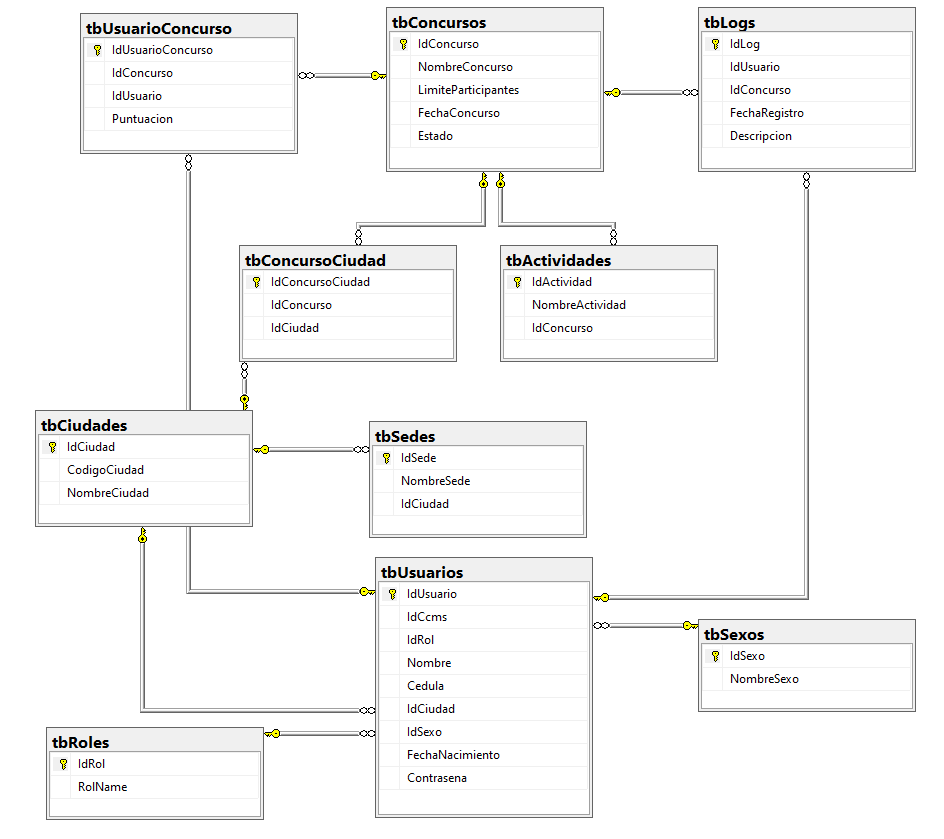 tbUsuarioConcurso
IdUsuarioConcurso
IdConcurso
IdUsuario
Puntuacion
tbConcursos
IdConcurso
NombreConcurso
LimiteParticipantes
FechaConcurso
Estado
tbLogs
IdLog
IdUsuario
IdConcurso
FechaRegistro
Descripcion
tbConcursoCiudad
IdConcursoCiudad
IdConcurso
IdCiudad
tbActividades
IdActividad
NombreActividad
IdConcurso
tbCiudades
IdCiudad
CodigoCiudad
NombreCiudad
tbSedes
IdSede
NombreSede
IdCiudad
tbUsuarios
IdUsuario
IdCcms
IdRol
Nombre
Cedula
IdCiudad
IdSexo
FechaNacimiento
Contrasena
tbSexos
IdSexo
NombreSexo
tbRoles
IdRol
RolName